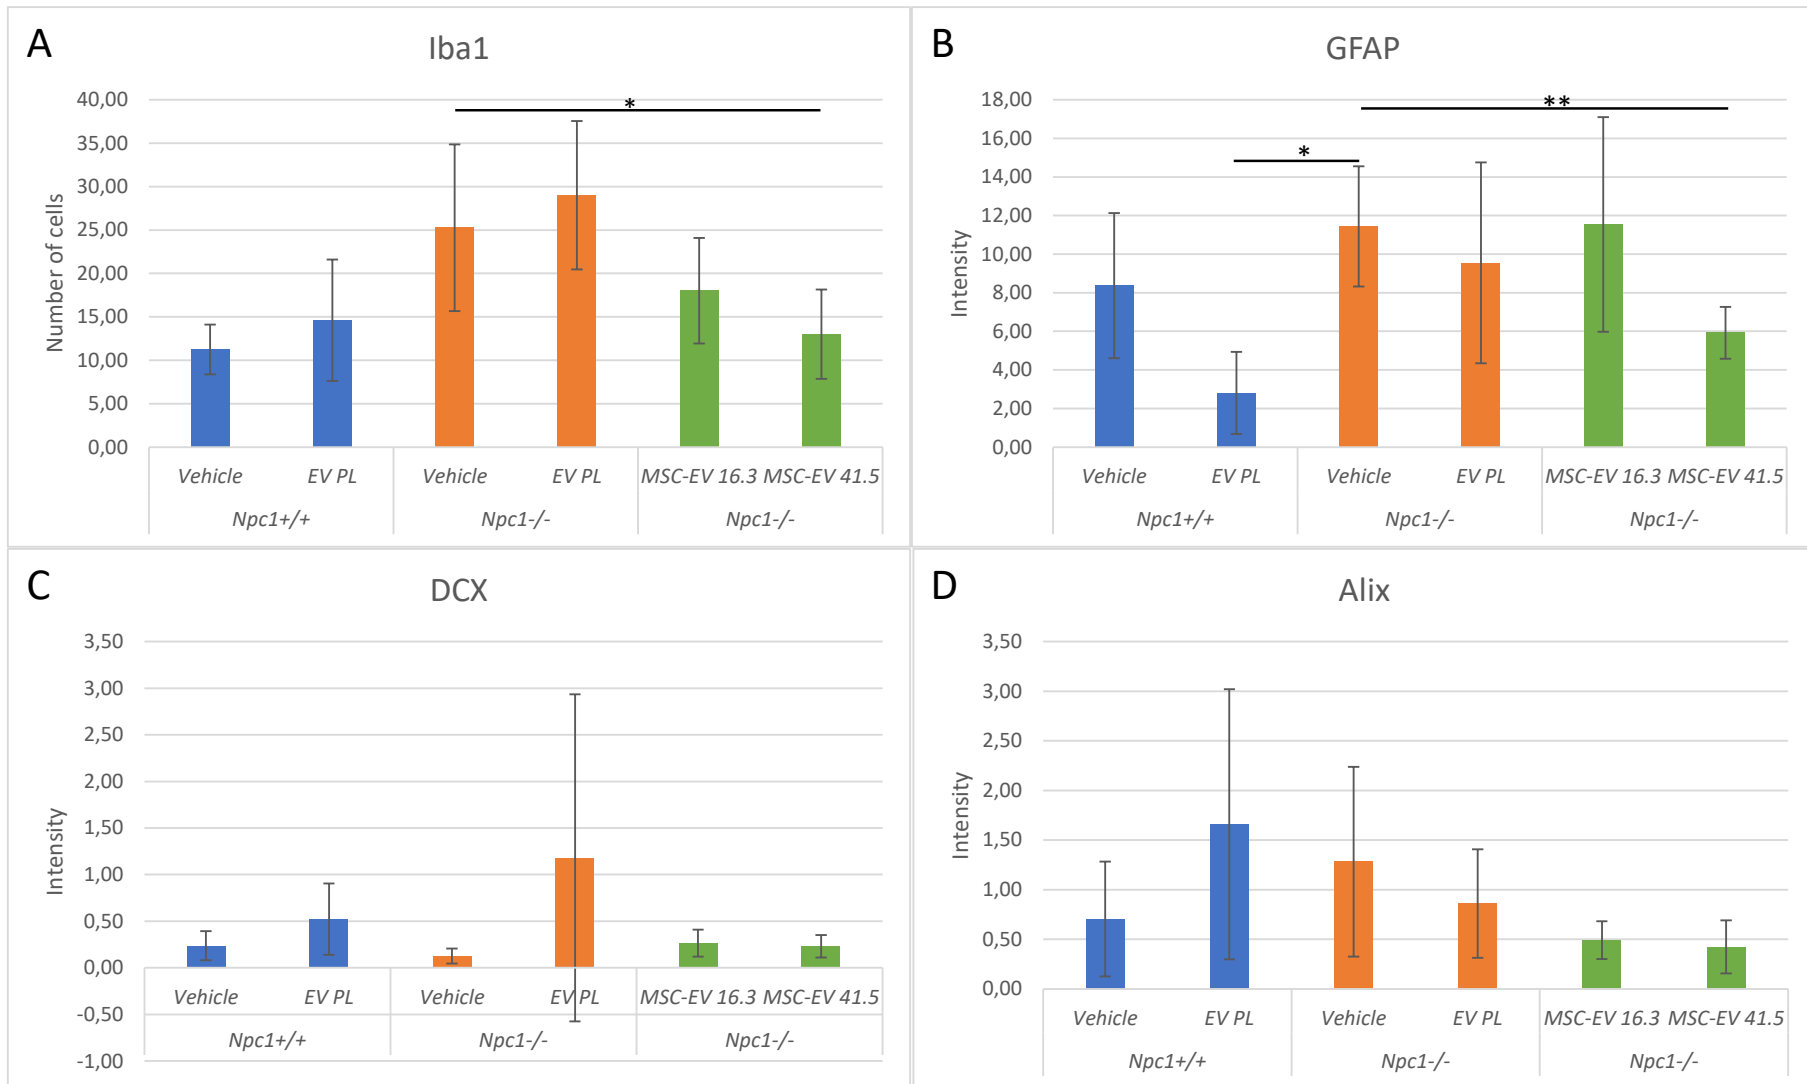 A
Iba1
Number of cells
40,00
35,00
30,00
25,00
20,00
15,00
10,00
5,00
0,00
*
Vehicle EV PL Vehicle EV PL MSC-EV 16.3 MSC-EV 41.5
Npc1+/+ Npc1-/- Npc1-/-
B
GFAP
Intensity
18,00
16,00
14,00
12,00
10,00
8,00
6,00
4,00
2,00
0,00
*
**
Vehicle EV PL Vehicle EV PL MSC-EV 16.3 MSC-EV 41.5
Npc1+/+ Npc1-/- Npc1-/-
C
DCX
Intensity
3,50
3,00
2,50
2,00
1,50
1,00
0,50
0,00
-0,50
-1,00
Vehicle EV PL Vehicle EV PL MSC-EV 16.3 MSC-EV 41.5
Npc1+/+ Npc1-/- Npc1-/-
D
Alix
Intensity
3,50
3,00
2,50
2,00
1,50
1,00
0,50
0,00
Vehicle EV PL Vehicle EV PL MSC-EV 16.3 MSC-EV 41.5
Npc1+/+ Npc1-/- Npc1-/-